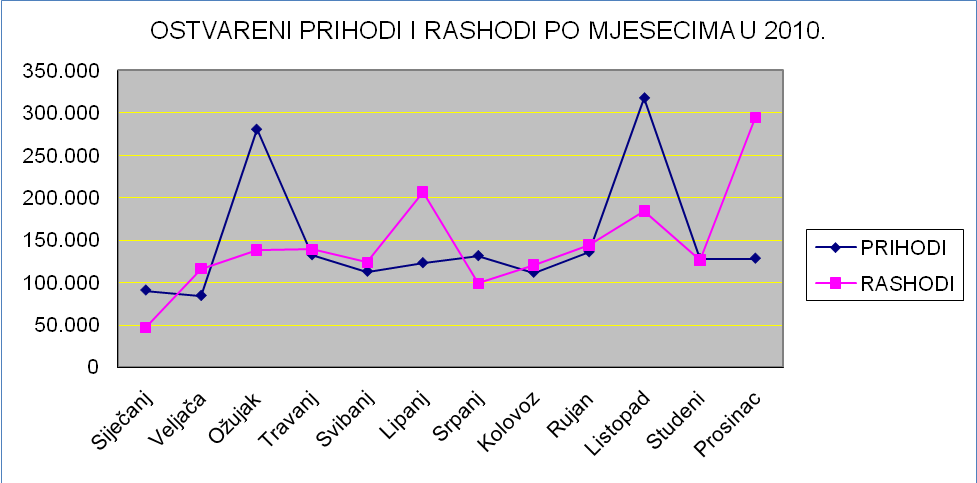 OSTVARENI PRIHODI I RASHODI PO MJESECIMA U 2010.
350.000
300.000
250.000
200.000
150.000
100.000
50.000
0
Siječanj
Veljača
Ožujak
Travanj
Svibanj
Lipanj
Srpanj
Kolovoz
Rujan
Listopad
Studeni
Prosinac
PRIHODI
RASHODI